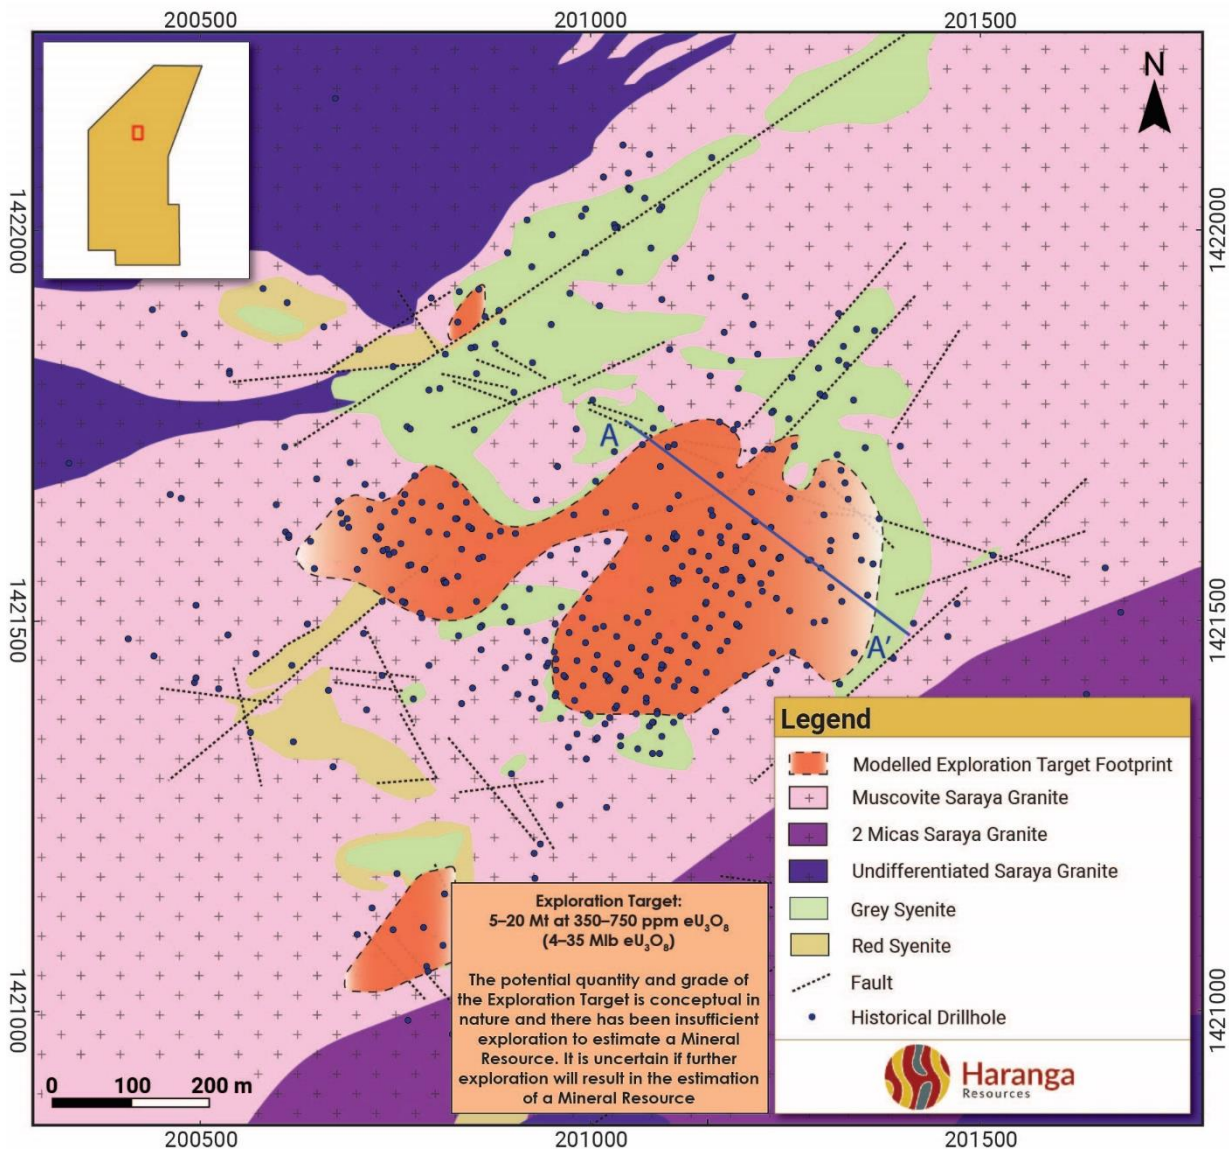 200500
201000
201500
N
1422000
1422000
A
1421500
1421500
A'
Legend
Modelled Exploration Target Footprint
Muscovite Saraya Granite
2 Micas Saraya Granite
Undifferentiated Saraya Granite
Grey Syenite
Red Syenite
Fault
Historical Drillhole
Exploration Target:
5–20 Mt at 350–750 ppm eU₃O₈
(4–35 Mlb eU₃O₈)
The potential quantity and grade of
the Exploration Target is conceptual in
nature and there has been insufficient
exploration to estimate a Mineral
Resource. It is uncertain if further
exploration will result in the estimation
of a Mineral Resource
1421000
1421000
Haranga
Resources
0
100
200 m
200500
201000
201500